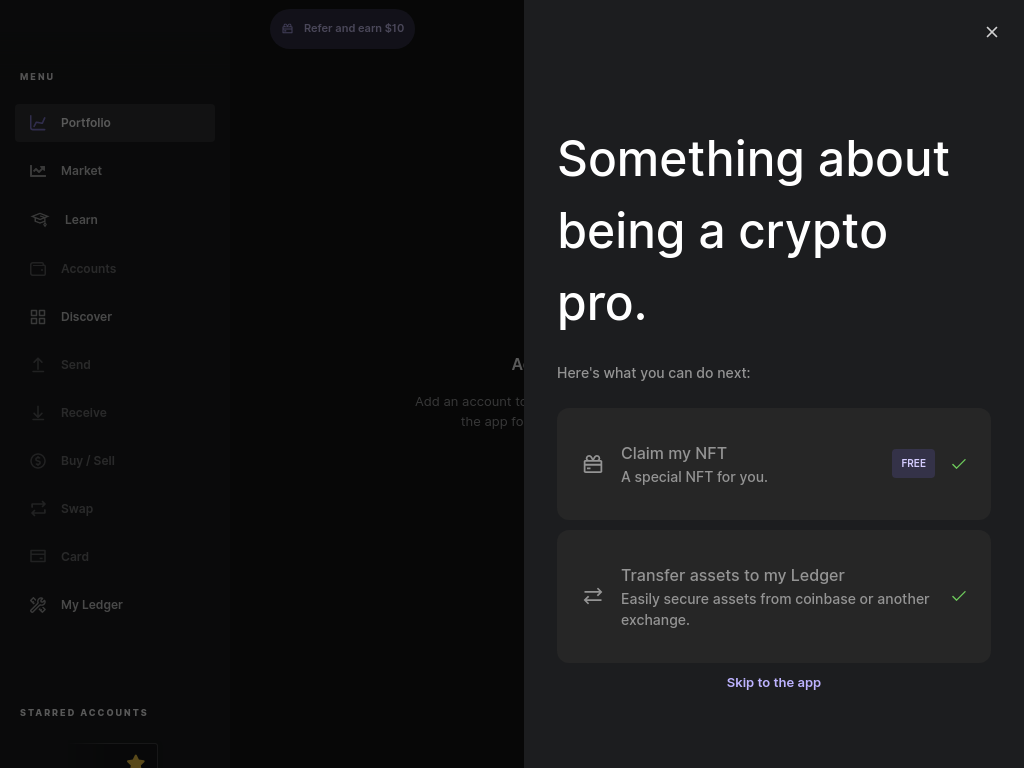 Refer and earn $10
MENU
Portfolio
Market
Learn
Accounts
Discover
Send
Receive
Buy / Sell
Swap
Card
My Ledger
STARRED ACCOUNTS
Add an account to
the app fo
Something about
being a crypto
pro.
Here's what you can do next:
Claim my NFT
A special NFT for you.
FREE
Transfer assets to my Ledger
Easily secure assets from coinbase or another
exchange.
Skip to the app